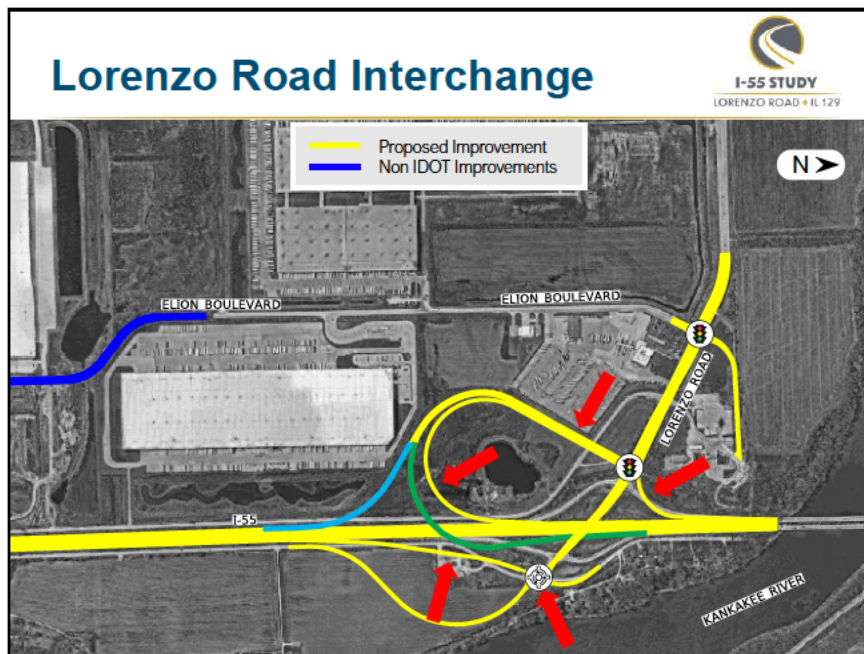 Lorenzo Road Interchange
I-55 STUDY
LORENZO ROAD ♦ IL 129
Proposed Improvement
Non IDOT Improvements
N
ELION BOULEVARD
ELION BOULEVARD
LORENZO ROAD
I-55
KANKAKEE RIVER